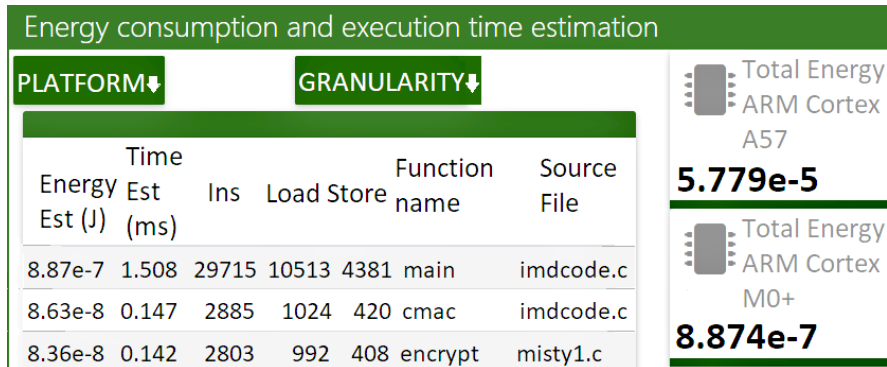 Energy consumption and execution time estimation
PLATFORM⬇ GRANULARITY⬇
Energy Est (J) Time Est (ms) Ins Load Store Function name Source File
8.87e-7 1.508 29715 10513 4381 main imdcode.c
8.63e-8 0.147 2885 1024 420 cmac imdcode.c
8.36e-8 0.142 2803 992 408 encrypt misty1.c
Total Energy
ARM Cortex
A57
5.779e-5
Total Energy
ARM Cortex
M0+
8.874e-7